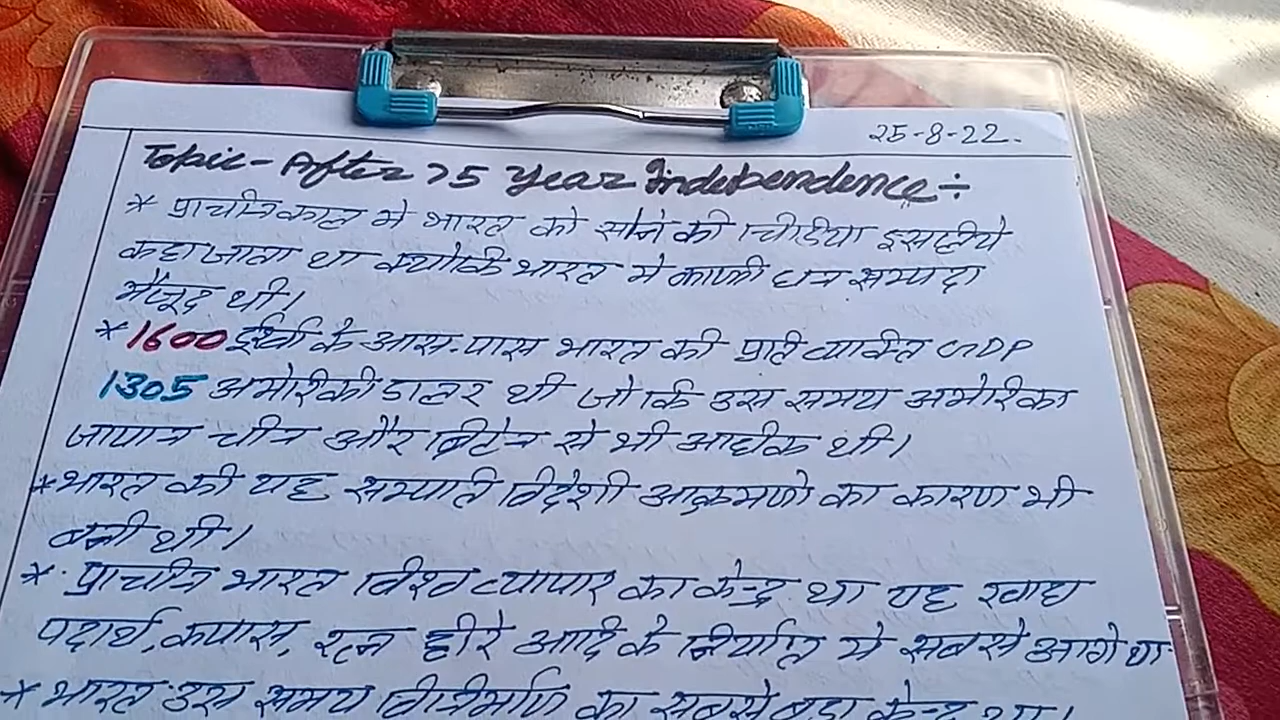 25-8-22.
Topic - After 75 Year Independence ÷
* प्राचीन काल मे भारत को सोने की चिडिया इसलीये
कहा जाता था क्योकि भारत मे काफी धन सम्पदा
मौजूद थी।
* 1600 ईस्वी के आस-पास भारत की प्रति व्यक्ति GDP
1305 अमेरिकी डालर थी जो कि उस समय अमेरिका
जापान चीन और ब्रिटेन से भी अधिक थी।
* भारत की यह सम्पति विदेशी आक्रमणो का कारण भी
बनी थी।
* प्राचीन भारत विश्व व्यापार का केन्द्र था यह खाद्य
पदार्थ, कपास, रत्न हीरे आदि के निर्यात मे सबसे आगे था
* भारत उस समय विनिर्माण का सबसे बडा केन्द्र था।